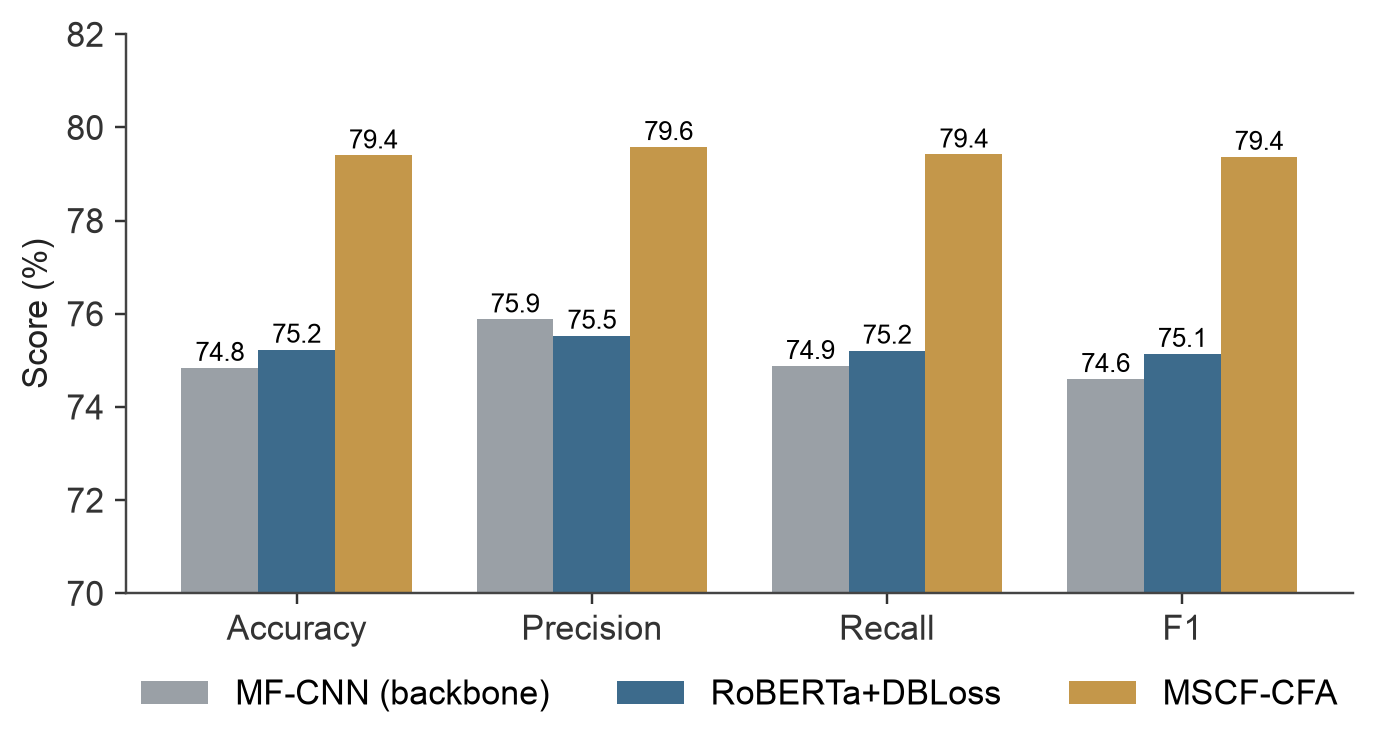 82
80
78
76
74
72
70
Score (%)
74.8 75.2 79.4
75.9 75.5 79.6
74.9 75.2 79.4
74.6 75.1 79.4
Accuracy Precision Recall F1
MF-CNN (backbone) RoBERTa+DBLoss MSCF-CFA